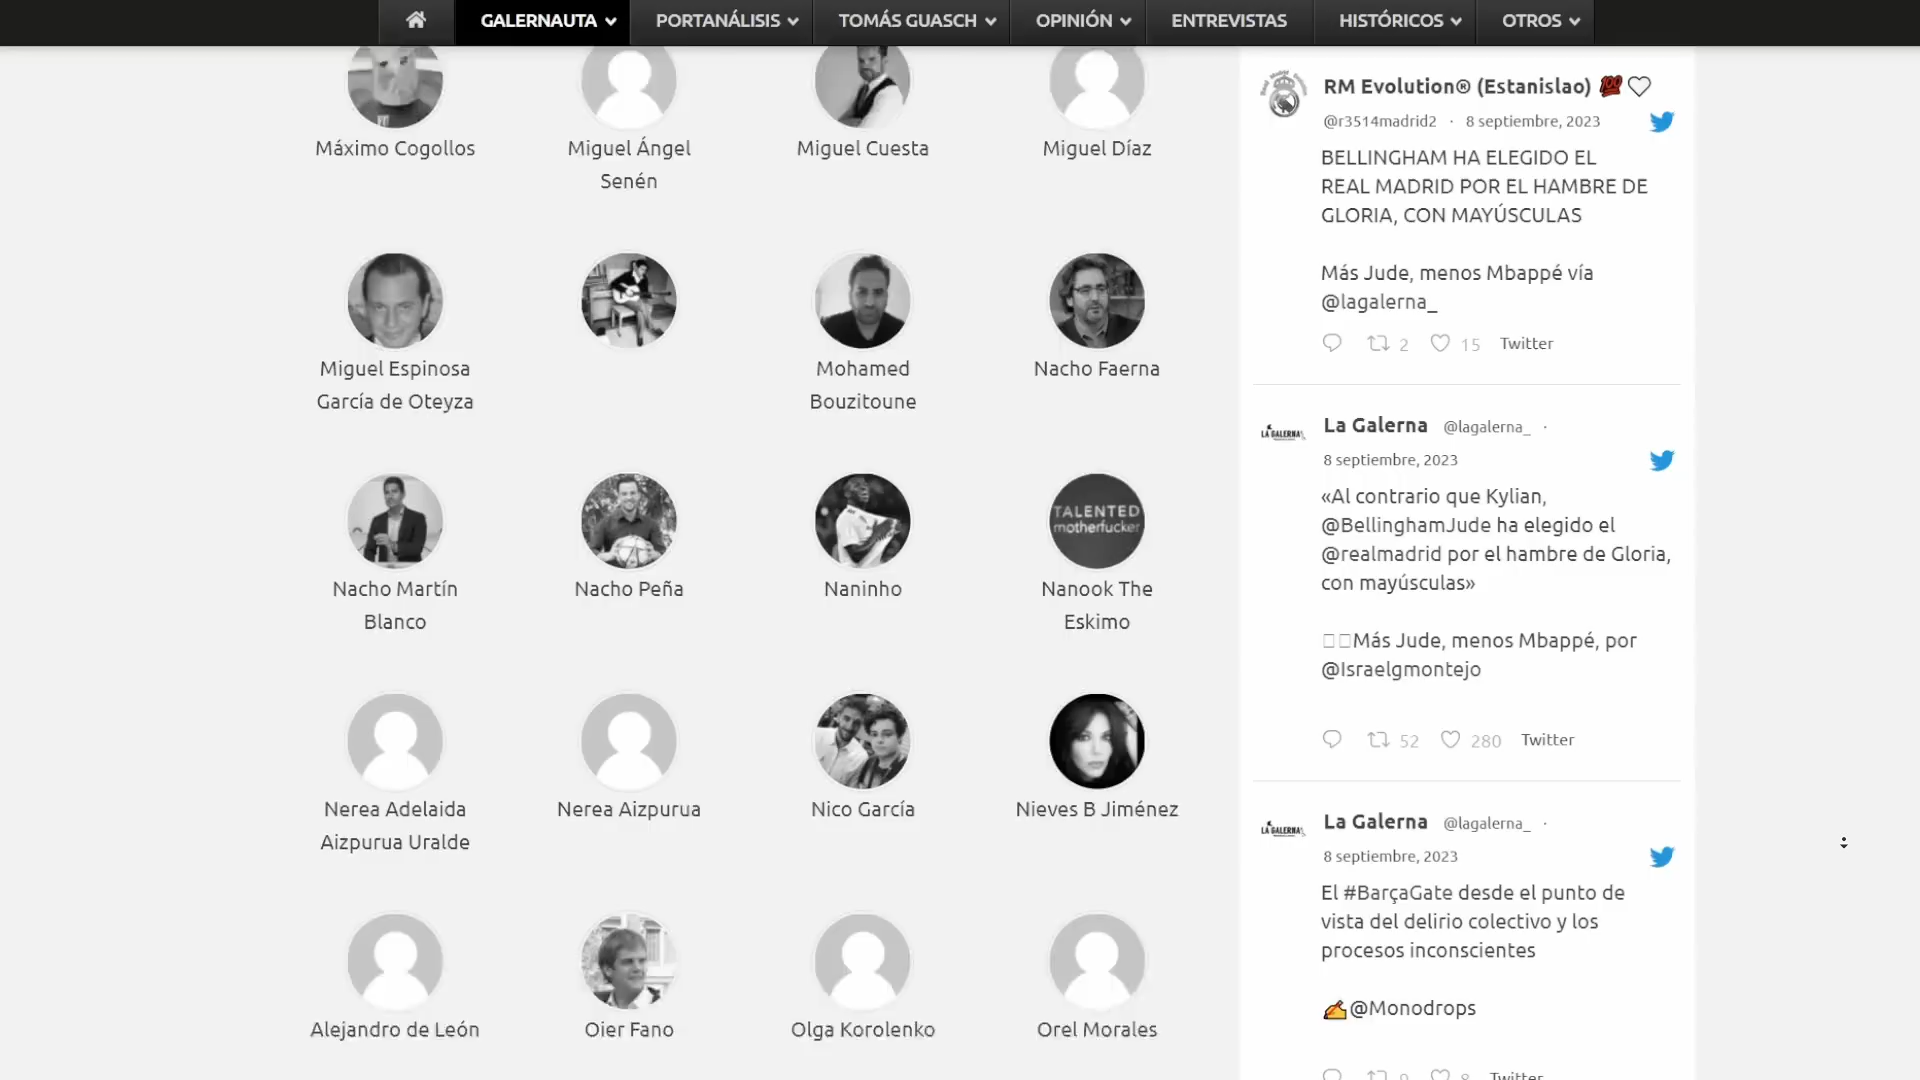 GALERNAUTA PORTANÁLISIS TOMÁS GUASCH OPINIÓN ENTREVISTAS HISTÓRICOS OTROS
Máximo Cogollos
Miguel Ángel
Senén
Miguel Cuesta
Miguel Díaz
Miguel Espinosa
García de Oteyza
Mohamed
Bouzitoune
Nacho Faerna
Nacho Martín
Blanco
Nacho Peña
Naninho
TALENTED
motherfucker
Nanook The
Eskimo
Nerea Adelaida
Aizpurua Uralde
Nerea Aizpurua
Nico García
Nieves B Jiménez
Alejandro de León
Oier Fano
Olga Korolenko
Orel Morales
RM Evolution® (Estanislao) 💯
@r3514madrid2 · 8 septiembre, 2023
BELLINGHAM HA ELEGIDO EL
REAL MADRID POR EL HAMBRE DE
GLORIA, CON MAYÚSCULAS
Más Jude, menos Mbappé vía
@lagalerna_
2 15 Twitter
LA GALERNA
La Galerna @lagalerna_ ·
8 septiembre, 2023
«Al contrario que Kylian,
@BellinghamJude ha elegido el
@realmadrid por el hambre de Gloria,
con mayúsculas»
Más Jude, menos Mbappé, por
@Israelgmontejo
52 280 Twitter
LA GALERNA
La Galerna @lagalerna_ ·
8 septiembre, 2023
El #BarçaGate desde el punto de
vista del delirio colectivo y los
procesos inconscientes
✍@Monodrops
9 8 Twitter